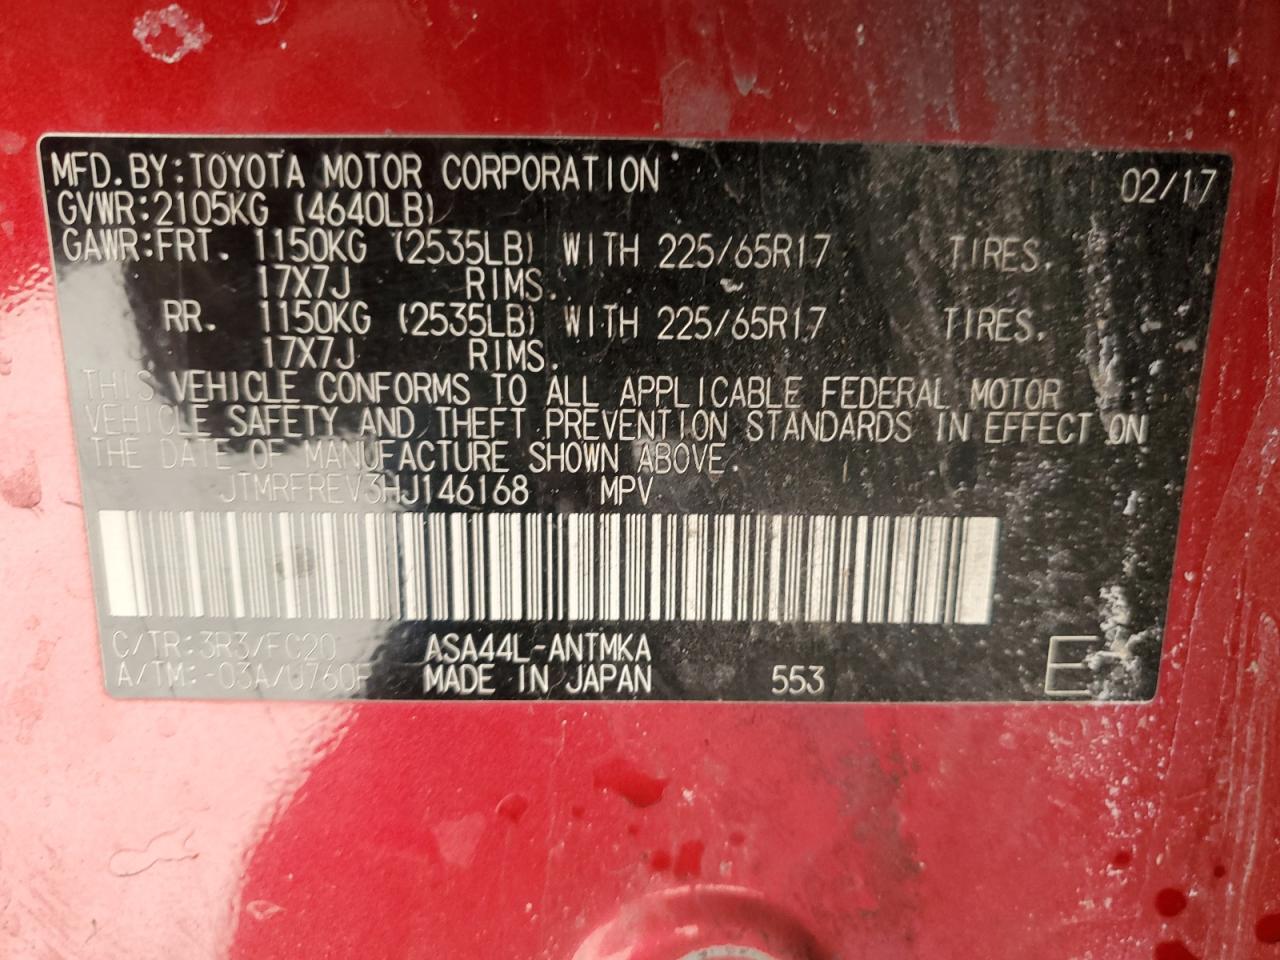 MFD.BY:TOYOTA MOTOR CORPORATION 02/17
GVWR:2105KG (4640LB)
GAWR:FRT. 1150KG (2535LB) WITH 225/65R17 TIRES,
17X7J RIMS.
RR. 1150KG (2535LB) WITH 225/65R17 TIRES.
17X7J RIMS.
THIS VEHICLE CONFORMS TO ALL APPLICABLE FEDERAL MOTOR
VEHICLE SAFETY AND THEFT PREVENTION STANDARDS IN EFFECT ON
THE DATE OF MANUFACTURE SHOWN ABOVE.
JTMRFREV3HJ146168 MPV
C/TR:3R3/FC20 ASA44L-ANTMKA
A/TM:-03A/U760F MADE IN JAPAN 553